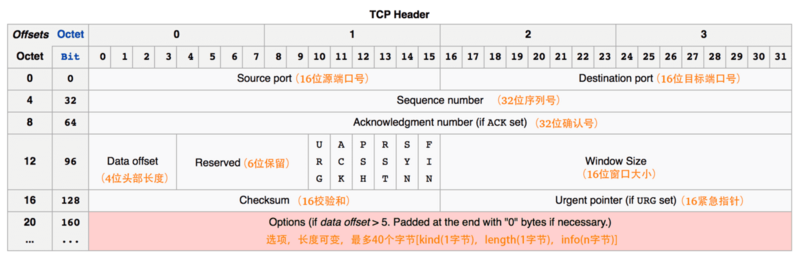 TCP Header
Offsets Octet 0 1 2 3
Octet Bit 0 1 2 3 4 5 6 7 8 9 10 11 12 13 14 15 16 17 18 19 20 21 22 23 24 25 26 27 28 29 30 31
0 0 Source port (16位源端口号) Destination port (16位目标端口号)
4 32 Sequence number (32位序列号)
8 64 Acknowledgment number (if ACK set) (32位确认号)
12 96 Data offset (4位头部长度) Reserved (6位保留) URG ACK PSH RST SYN FIN Window Size (16位窗口大小)
16 128 Checksum (16校验和) Urgent pointer (if URG set) (16紧急指针)
20 160 Options (if data offset > 5. Padded at the end with "0" bytes if necessary.)
... ... 选项，长度可变，最多40个字节[kind(1字节)，length(1字节)，info(n字节)]